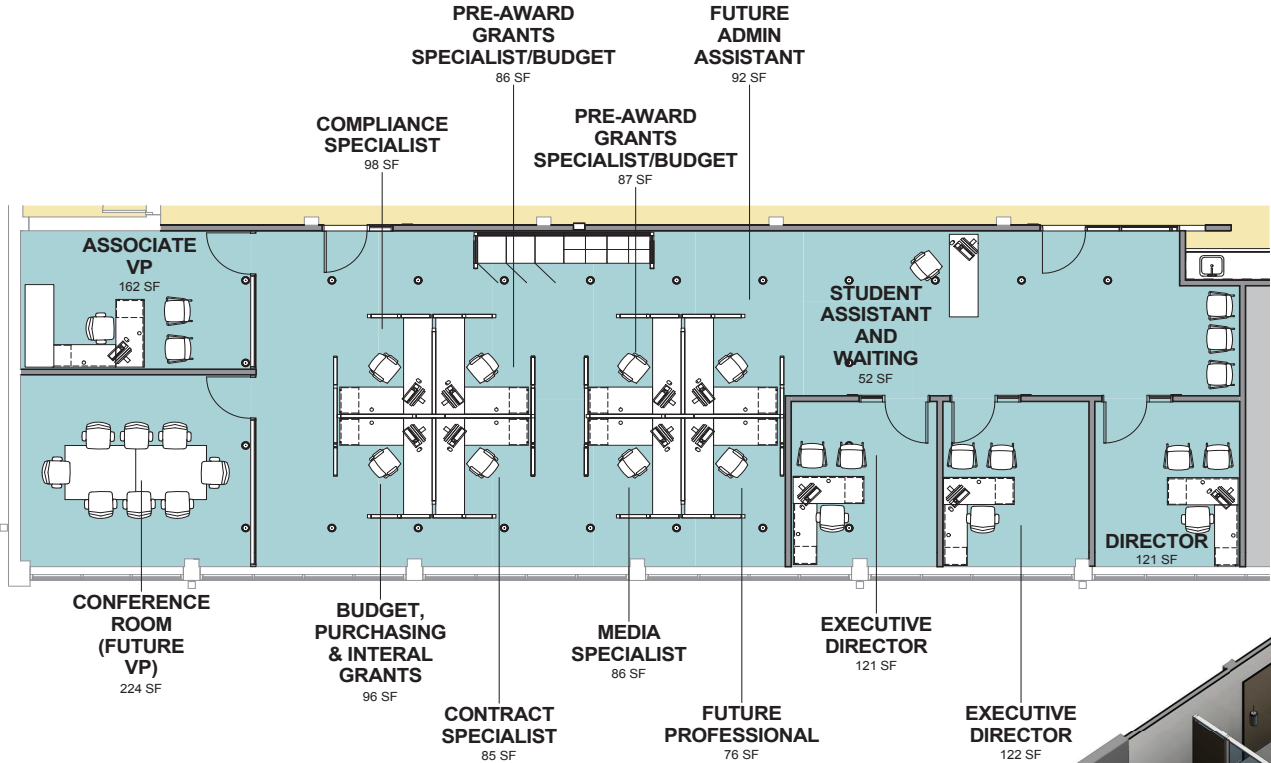 PRE-AWARD
GRANTS
SPECIALIST/BUDGET
86 SF
FUTURE
ADMIN
ASSISTANT
92 SF
COMPLIANCE
SPECIALIST
98 SF
PRE-AWARD
GRANTS
SPECIALIST/BUDGET
87 SF
ASSOCIATE
VP
162 SF
STUDENT
ASSISTANT
AND
WAITING
52 SF
DIRECTOR
121 SF
CONFERENCE
ROOM
(FUTURE
VP)
224 SF
BUDGET,
PURCHASING
& INTERAL
GRANTS
96 SF
CONTRACT
SPECIALIST
85 SF
MEDIA
SPECIALIST
86 SF
FUTURE
PROFESSIONAL
76 SF
EXECUTIVE
DIRECTOR
121 SF
EXECUTIVE
DIRECTOR
122 SF